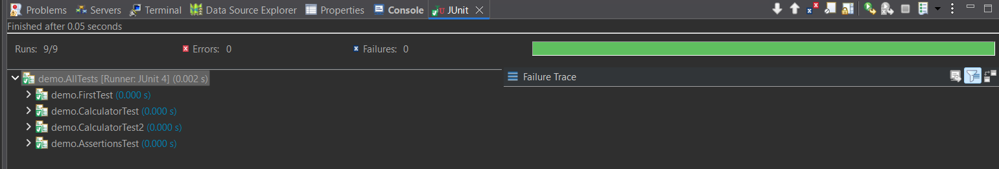 Problems Servers Terminal Data Source Explorer Properties Console JUnit
Finished after 0.05 seconds
Runs: 9/9 Errors: 0 Failures: 0
demo.AllTests [Runner: JUnit 4] (0.002 s) Failure Trace
demo.FirstTest (0.000 s)
demo.CalculatorTest (0.000 s)
demo.CalculatorTest2 (0.000 s)
demo.AssertionsTest (0.000 s)